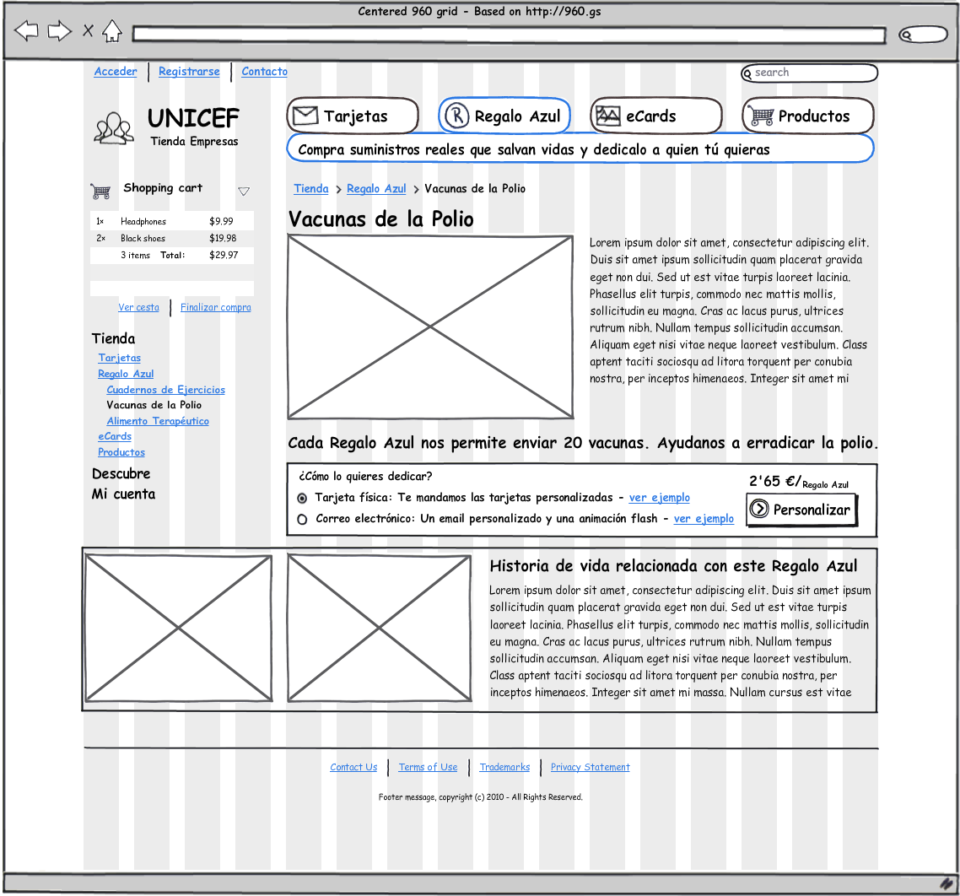 Centered 960 grid - Based on http://960.gs
Acceder Registrarse Contacto
search
UNICEF
Tienda Empresas
Tarjetas
Regalo Azul
eCards
Productos
Compra suministros reales que salvan vidas y dedicalo a quien tú quieras
Shopping cart
1x Headphones $9.99
2x Black shoes $19.98
3 items Total: $29.97
Ver cesto Finalizar compra
Tienda
Tarjetas
Regalo Azul
Cuadernos de Ejercicios
Vacunas de la Polio
Alimento Terapéutico
eCards
Productos
Descubre
Mi cuenta
Tienda > Regalo Azul > Vacunas de la Polio
Vacunas de la Polio
Lorem ipsum dolor sit amet, consectetur adipiscing elit.
Duis sit amet ipsum sollicitudin quam placerat gravida
eget non dui. Sed ut est vitae turpis laoreet lacinia.
Phasellus elit turpis, commodo nec mattis mollis,
sollicitudin eu magna. Cras ac lacus purus, ultrices
rutrum nibh. Nullam tempus sollicitudin accumsan.
Aliquam eget nisi vitae neque laoreet vestibulum. Class
aptent taciti sociosqu ad litora torquent per conubia
nostra, per inceptos himenaeos. Integer sit amet mi
Cada Regalo Azul nos permite enviar 20 vacunas. Ayudanos a erradicar la polio.
¿Cómo lo quieres dedicar?
Tarjeta física: Te mandamos las tarjetas personalizadas - ver ejemplo
Correo electrónico: Un email personalizado y una animación flash - ver ejemplo
2'65 €/Regalo Azul
Personalizar
Historia de vida relacionada con este Regalo Azul
Lorem ipsum dolor sit amet, consectetur adipiscing elit. Duis sit amet ipsum
sollicitudin quam placerat gravida eget non dui. Sed ut est vitae turpis
laoreet lacinia. Phasellus elit turpis, commodo nec mattis mollis, sollicitudin
eu magna. Cras ac lacus purus, ultrices rutrum nibh. Nullam tempus
sollicitudin accumsan. Aliquam eget nisi vitae neque laoreet vestibulum.
Class aptent taciti sociosqu ad litora torquent per conubia nostra, per
inceptos himenaeos. Integer sit amet mi massa. Nullam cursus est vitae
Contact Us Terms of Use Trademarks Privacy Statement
Footer message, copyright (c) 2010 - All Rights Reserved.